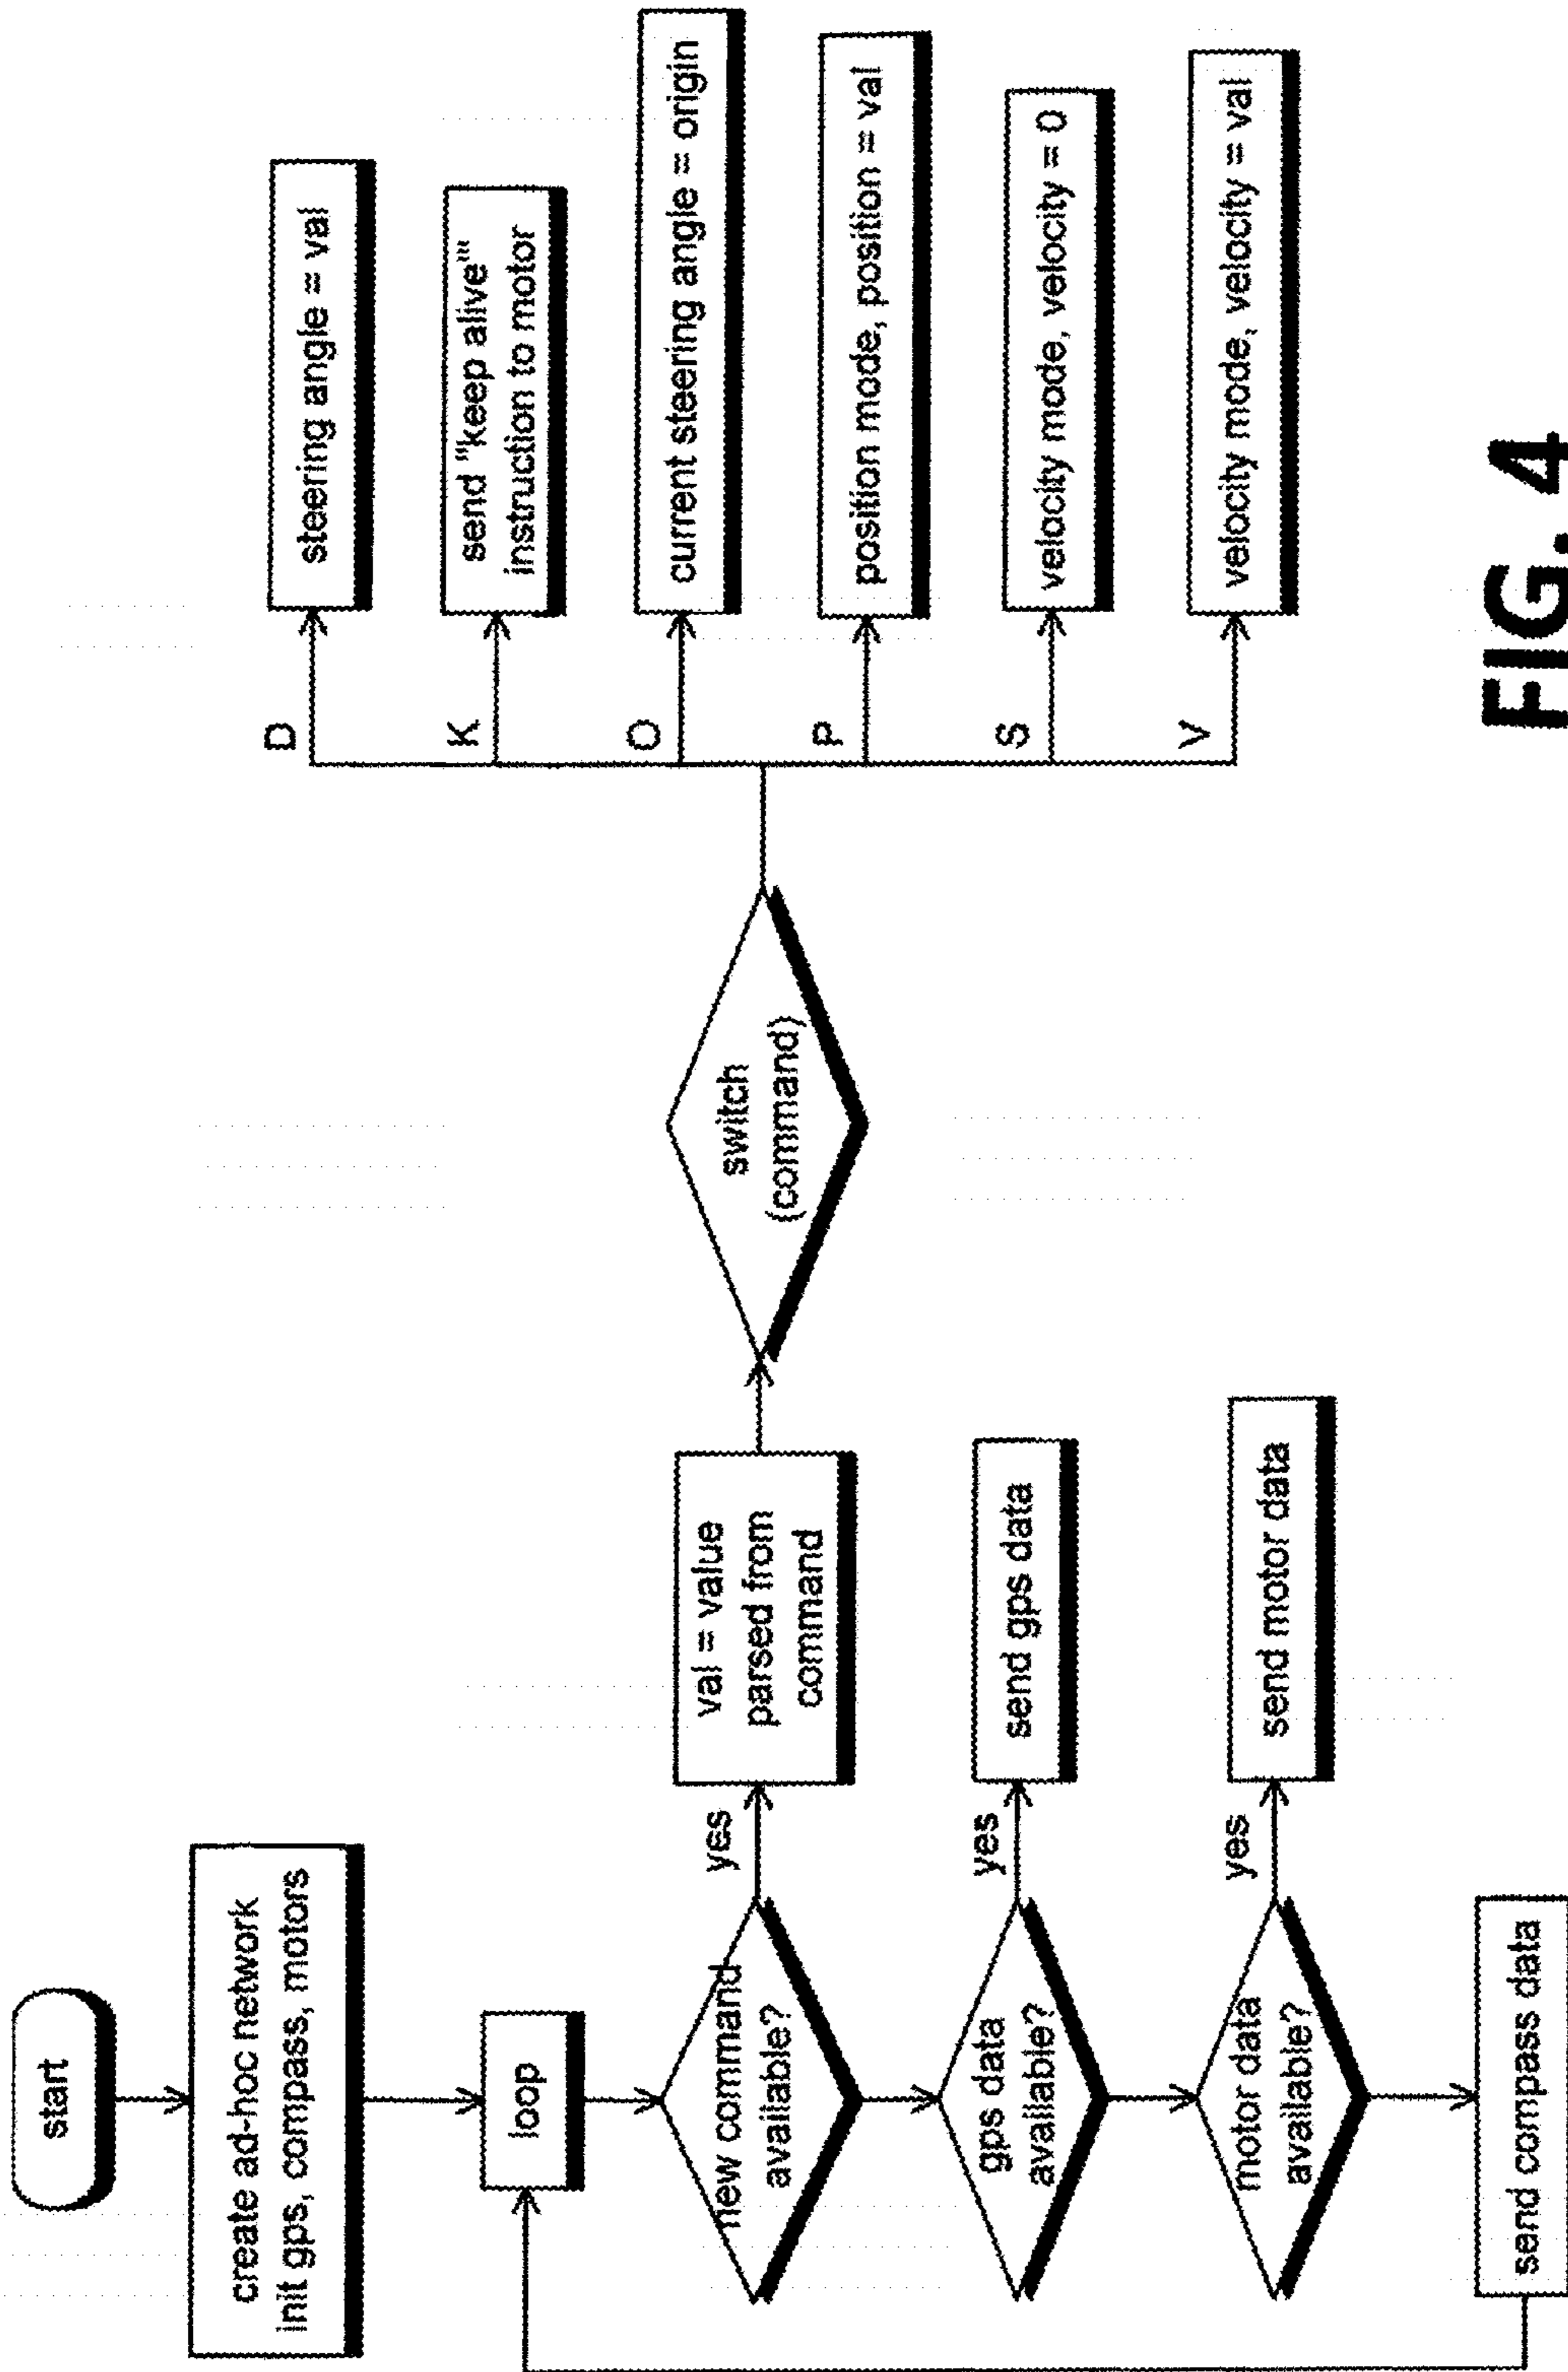 start
create ad-hoc network
init gps, compass, motors
loop
new command
available?
yes
val = value
parsed from
command
switch
(command)
D
steering angle = val
K
send "keep alive"'
instruction to motor
O
current steering angle = origin
P
position mode, position = val
S
velocity mode, velocity = 0
V
velocity mode, velocity = val
gps data
available?
yes
send gps data
motor data
available?
yes
send motor data
send compass data
FIG. 4